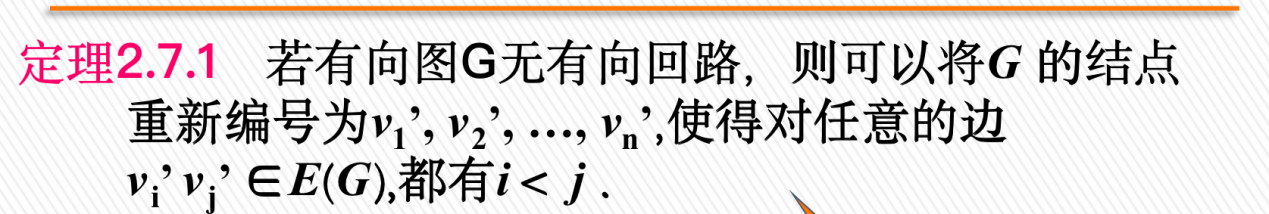 定理2.7.1 若有向图G无有向回路，则可以将G 的结点
重新编号为v₁’, v₂’, …, vₙ’,使得对任意的边
vᵢ’ vⱼ’ ∈E(G),都有i < j .